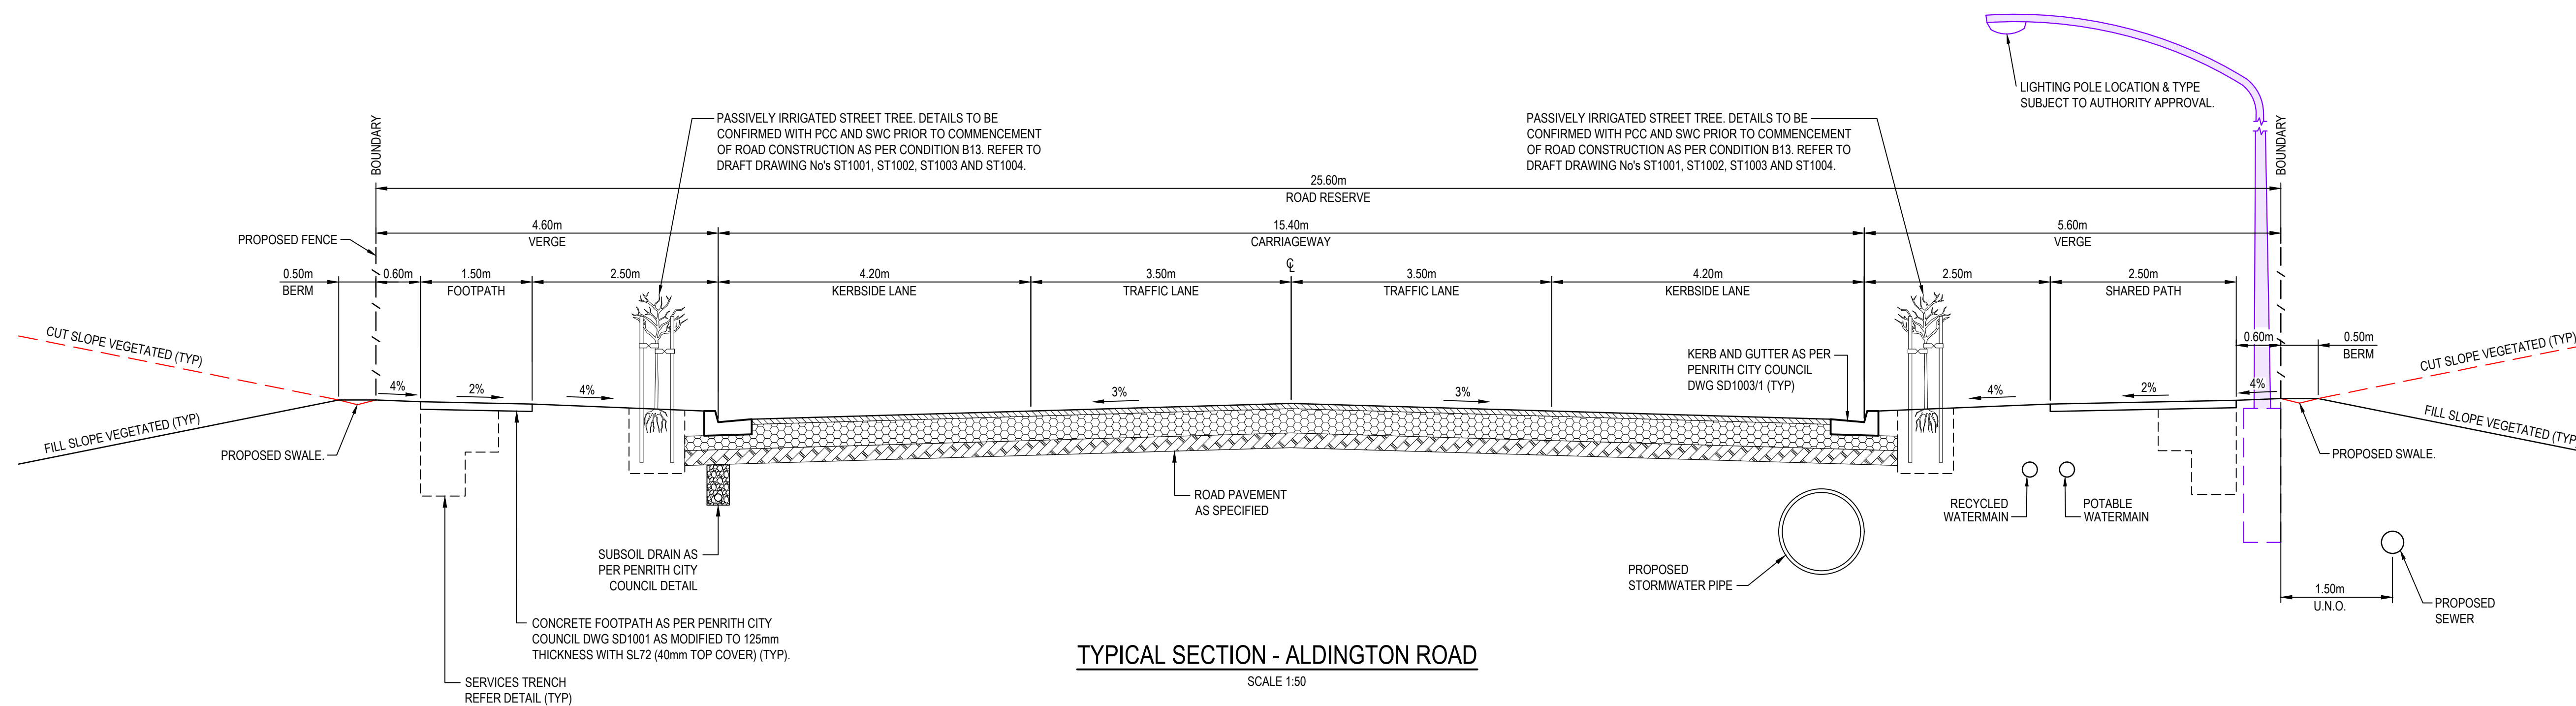 LIGHTING POLE LOCATION & TYPE
SUBJECT TO AUTHORITY APPROVAL.
BOUNDARY
PASSIVELY IRRIGATED STREET TREE. DETAILS TO BE
CONFIRMED WITH PCC AND SWC PRIOR TO COMMENCEMENT
OF ROAD CONSTRUCTION AS PER CONDITION B13. REFER TO
DRAFT DRAWING No's ST1001, ST1002, ST1003 AND ST1004.
PASSIVELY IRRIGATED STREET TREE. DETAILS TO BE
CONFIRMED WITH PCC AND SWC PRIOR TO COMMENCEMENT
OF ROAD CONSTRUCTION AS PER CONDITION B13. REFER TO
DRAFT DRAWING No's ST1001, ST1002, ST1003 AND ST1004.
BOUNDARY
25.60m
ROAD RESERVE
4.60m
VERGE
15.40m
CARRIAGEWAY
5.60m
VERGE
PROPOSED FENCE
0.50m
BERM
0.60m
1.50m
FOOTPATH
2.50m
4.20m
KERBSIDE LANE
3.50m
TRAFFIC LANE
CL
3.50m
TRAFFIC LANE
4.20m
KERBSIDE LANE
2.50m
2.50m
SHARED PATH
0.60m
0.50m
BERM
CUT SLOPE VEGETATED (TYP)
FILL SLOPE VEGETATED (TYP)
4%
2%
4%
3%
3%
KERB AND GUTTER AS PER
PENRITH CITY COUNCIL
DWG SD1003/1 (TYP)
4%
2%
4%
CUT SLOPE VEGETATED (TYP)
FILL SLOPE VEGETATED (TYP)
PROPOSED SWALE.
PROPOSED SWALE.
ROAD PAVEMENT
AS SPECIFIED
RECYCLED
WATERMAIN
POTABLE
WATERMAIN
SUBSOIL DRAIN AS
PER PENRITH CITY
COUNCIL DETAIL
PROPOSED
STORMWATER PIPE
1.50m
U.N.O.
PROPOSED
SEWER
CONCRETE FOOTPATH AS PER PENRITH CITY
COUNCIL DWG SD1001 AS MODIFIED TO 125mm
THICKNESS WITH SL72 (40mm TOP COVER) (TYP).
SERVICES TRENCH
REFER DETAIL (TYP)
TYPICAL SECTION - ALDINGTON ROAD
SCALE 1:50